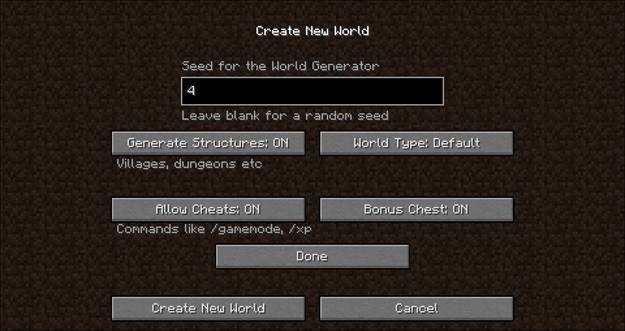 Create New World
Seed for the World Generator
4
Leave blank for a random seed
Generate Structures: ON
World Type: Default
Villages, dungeons etc
Allow Cheats: ON
Bonus Chest: ON
Commands like /gamemode, /xp
Done
Create New World
Cancel